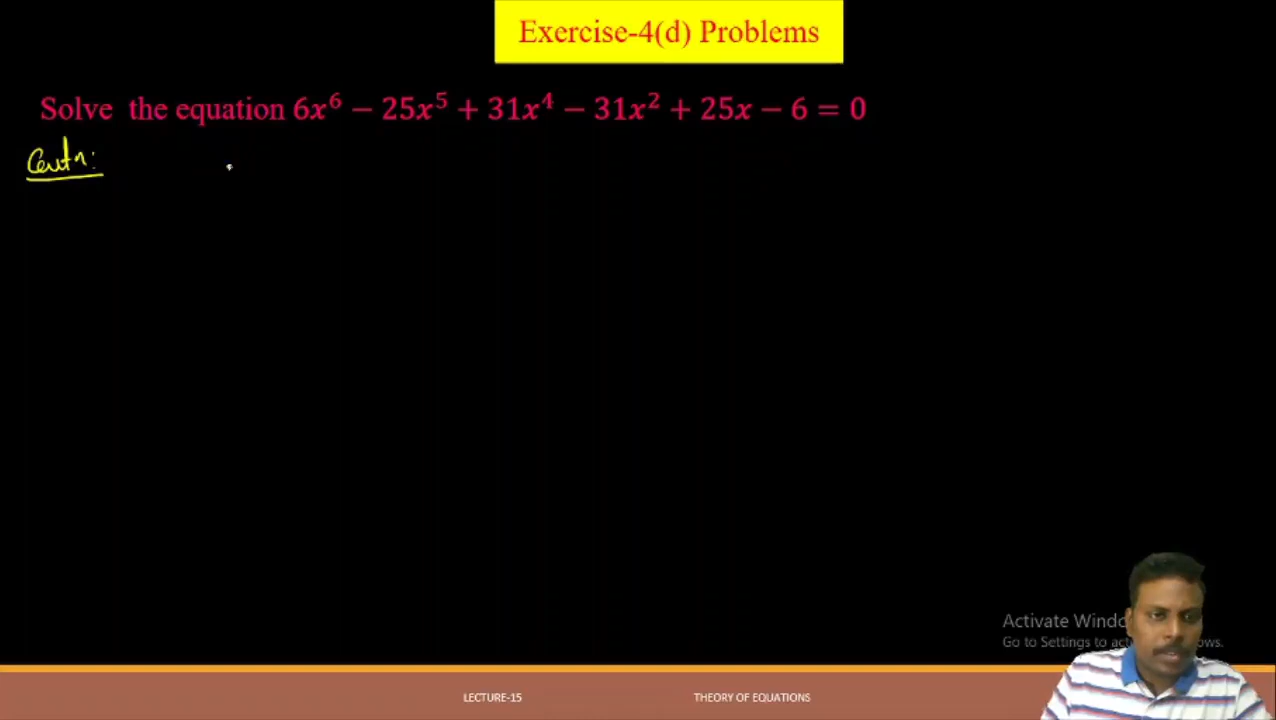 Exercise-4(d) Problems
Solve the equation 6x⁶ − 25x⁵ + 31x⁴ − 31x² + 25x − 6 = 0
Activate Windo
Go to Settings to act ows.
LECTURE-15 THEORY OF EQUATIONS